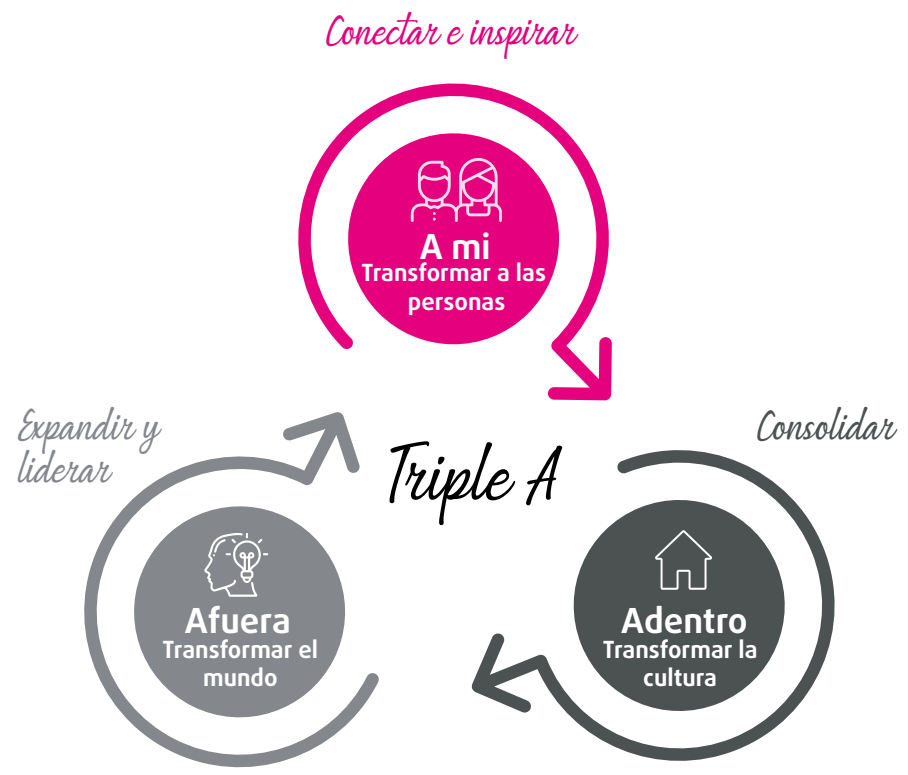 Conectar e inspirar
A mi
Transformar a las
personas
Expandir y
liderar
Triple A
Consolidar
Afuera
Transformar el
mundo
Adentro
Transformar la
cultura